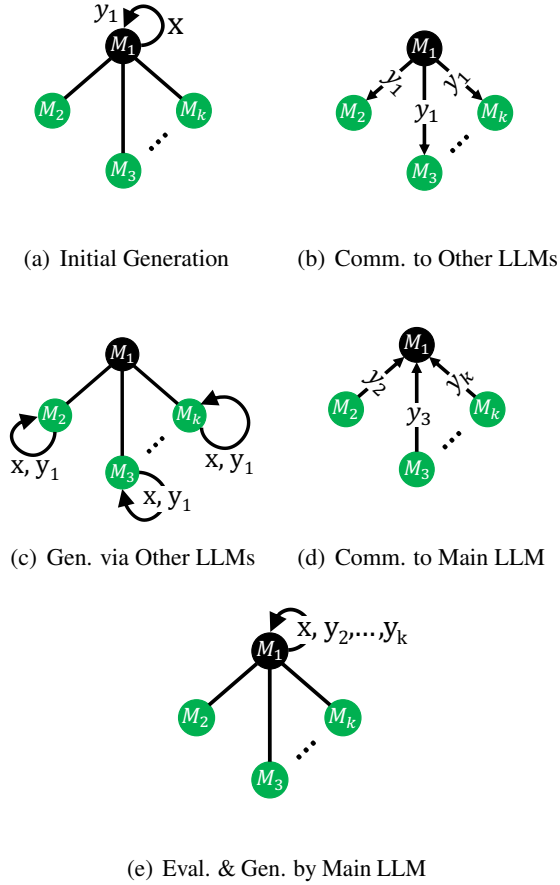 y₁ x
M₁
M₂ Mₖ
M₃
(a) Initial Generation
M₁
y₁ y₁ y₁
M₂ Mₖ
M₃
(b) Comm. to Other LLMs
M₁
M₂ Mₖ
x, y₁ x, y₁
M₃
x, y₁
(c) Gen. via Other LLMs
M₁
y₂ y₃ yₖ
M₂ Mₖ
M₃
(d) Comm. to Main LLM
x, y₂,...,yₖ
M₁
M₂ Mₖ
M₃
(e) Eval. & Gen. by Main LLM